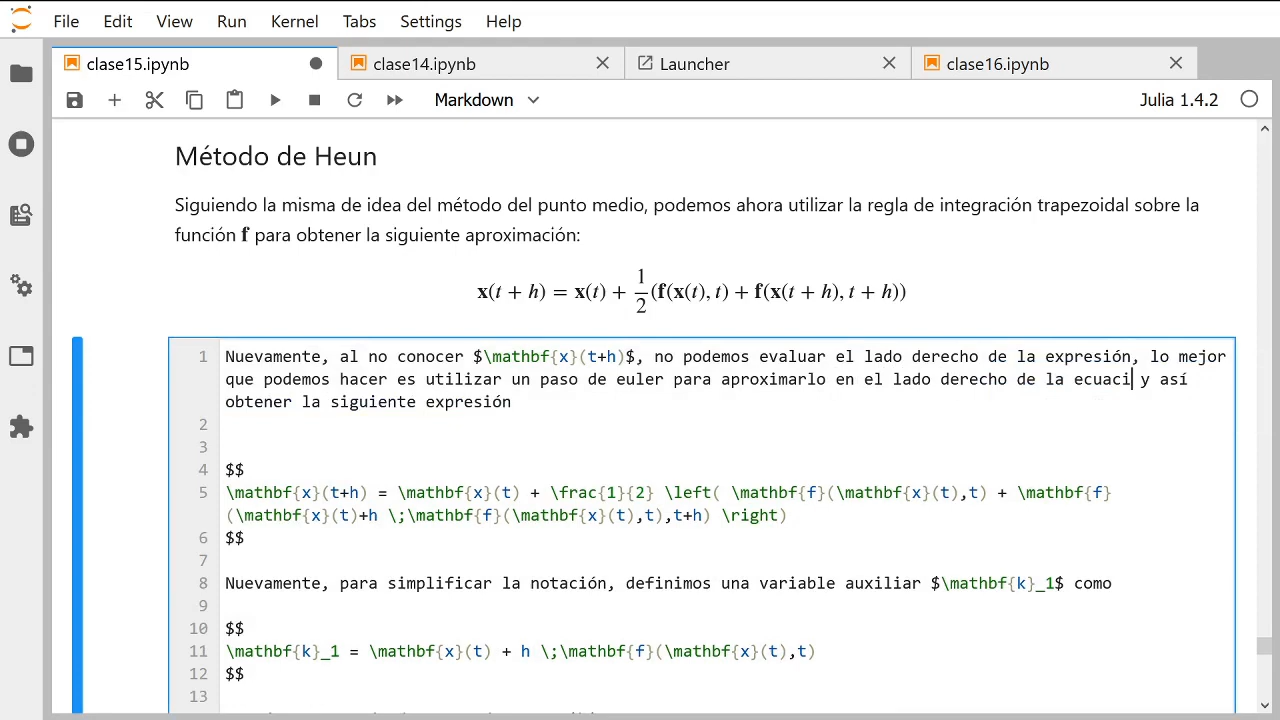 File Edit View Run Kernel Tabs Settings Help
clase15.ipynb clase14.ipynb Launcher clase16.ipynb
Markdown Julia 1.4.2
Método de Heun
Siguiendo la misma de idea del método del punto medio, podemos ahora utilizar la regla de integración trapezoidal sobre la
función f para obtener la siguiente aproximación:
x(t + h) = x(t) + 1/2 (f(x(t), t) + f(x(t + h), t + h))
1 Nuevamente, al no conocer $\mathbf{x}(t+h)$, no podemos evaluar el lado derecho de la expresión, lo mejor
que podemos hacer es utilizar un paso de euler para aproximarlo en el lado derecho de la ecuaci y así
obtener la siguiente expresión
2
3
4 $$
5 \mathbf{x}(t+h) = \mathbf{x}(t) + \frac{1}{2} \left( \mathbf{f}(\mathbf{x}(t),t) + \mathbf{f}
(\mathbf{x}(t)+h \;\mathbf{f}(\mathbf{x}(t),t),t+h) \right)
6 $$
7
8 Nuevamente, para simplificar la notación, definimos una variable auxiliar $\mathbf{k}_1$ como
9
10 $$
11 \mathbf{k}_1 = \mathbf{x}(t) + h \;\mathbf{f}(\mathbf{x}(t),t)
12 $$
13